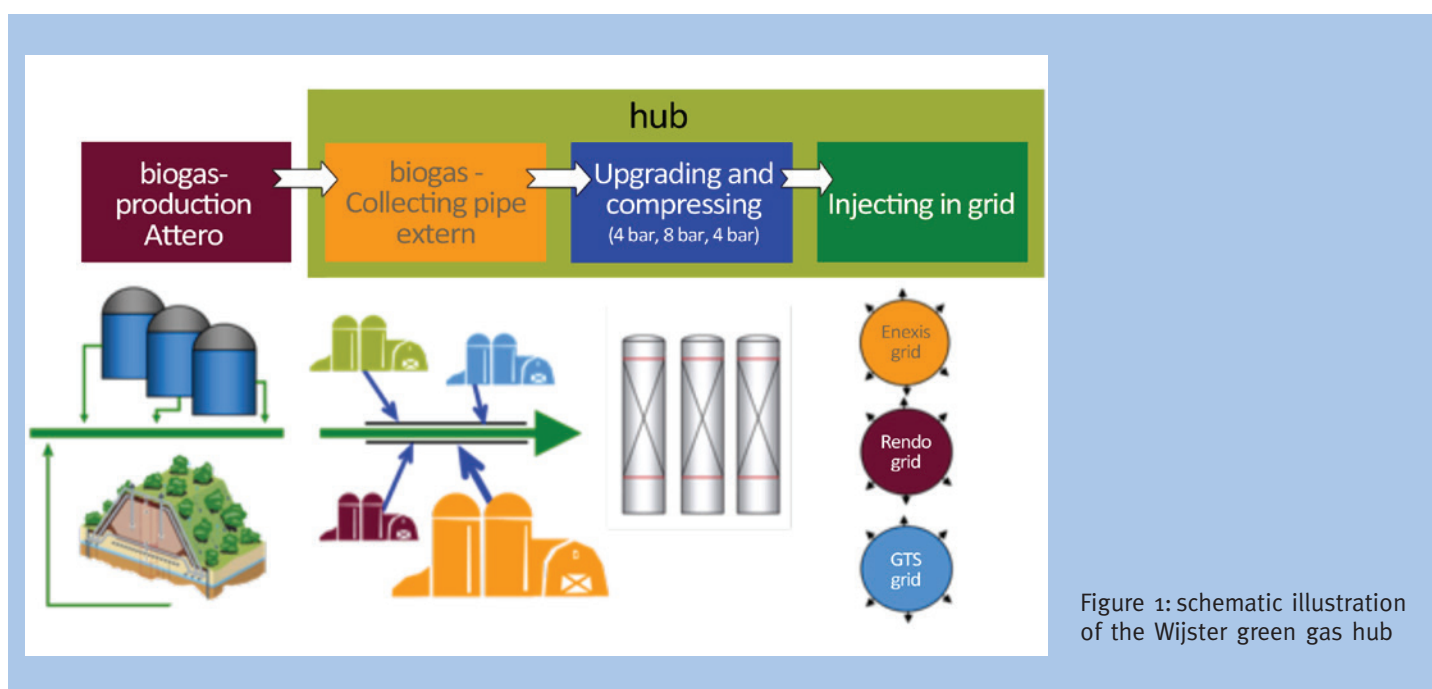 hub
biogas-
production
Attero
biogas -
Collecting pipe
extern
Upgrading and
compressing
(4 bar, 8 bar, 4 bar)
Injecting in grid
Enexis
grid
Rendo
grid
GTS
grid
Figure 1: schematic illustration
of the Wijster green gas hub